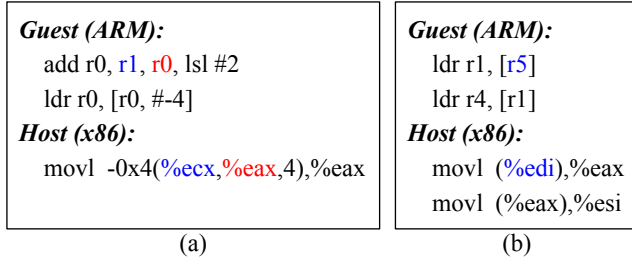 Guest (ARM):
add r0, r1, r0, lsl #2
ldr r0, [r0, #-4]
Host (x86):
movl -0x4(%ecx,%eax,4),%eax
(a)
Guest (ARM):
ldr r1, [r5]
ldr r4, [r1]
Host (x86):
movl (%edi),%eax
movl (%eax),%esi
(b)